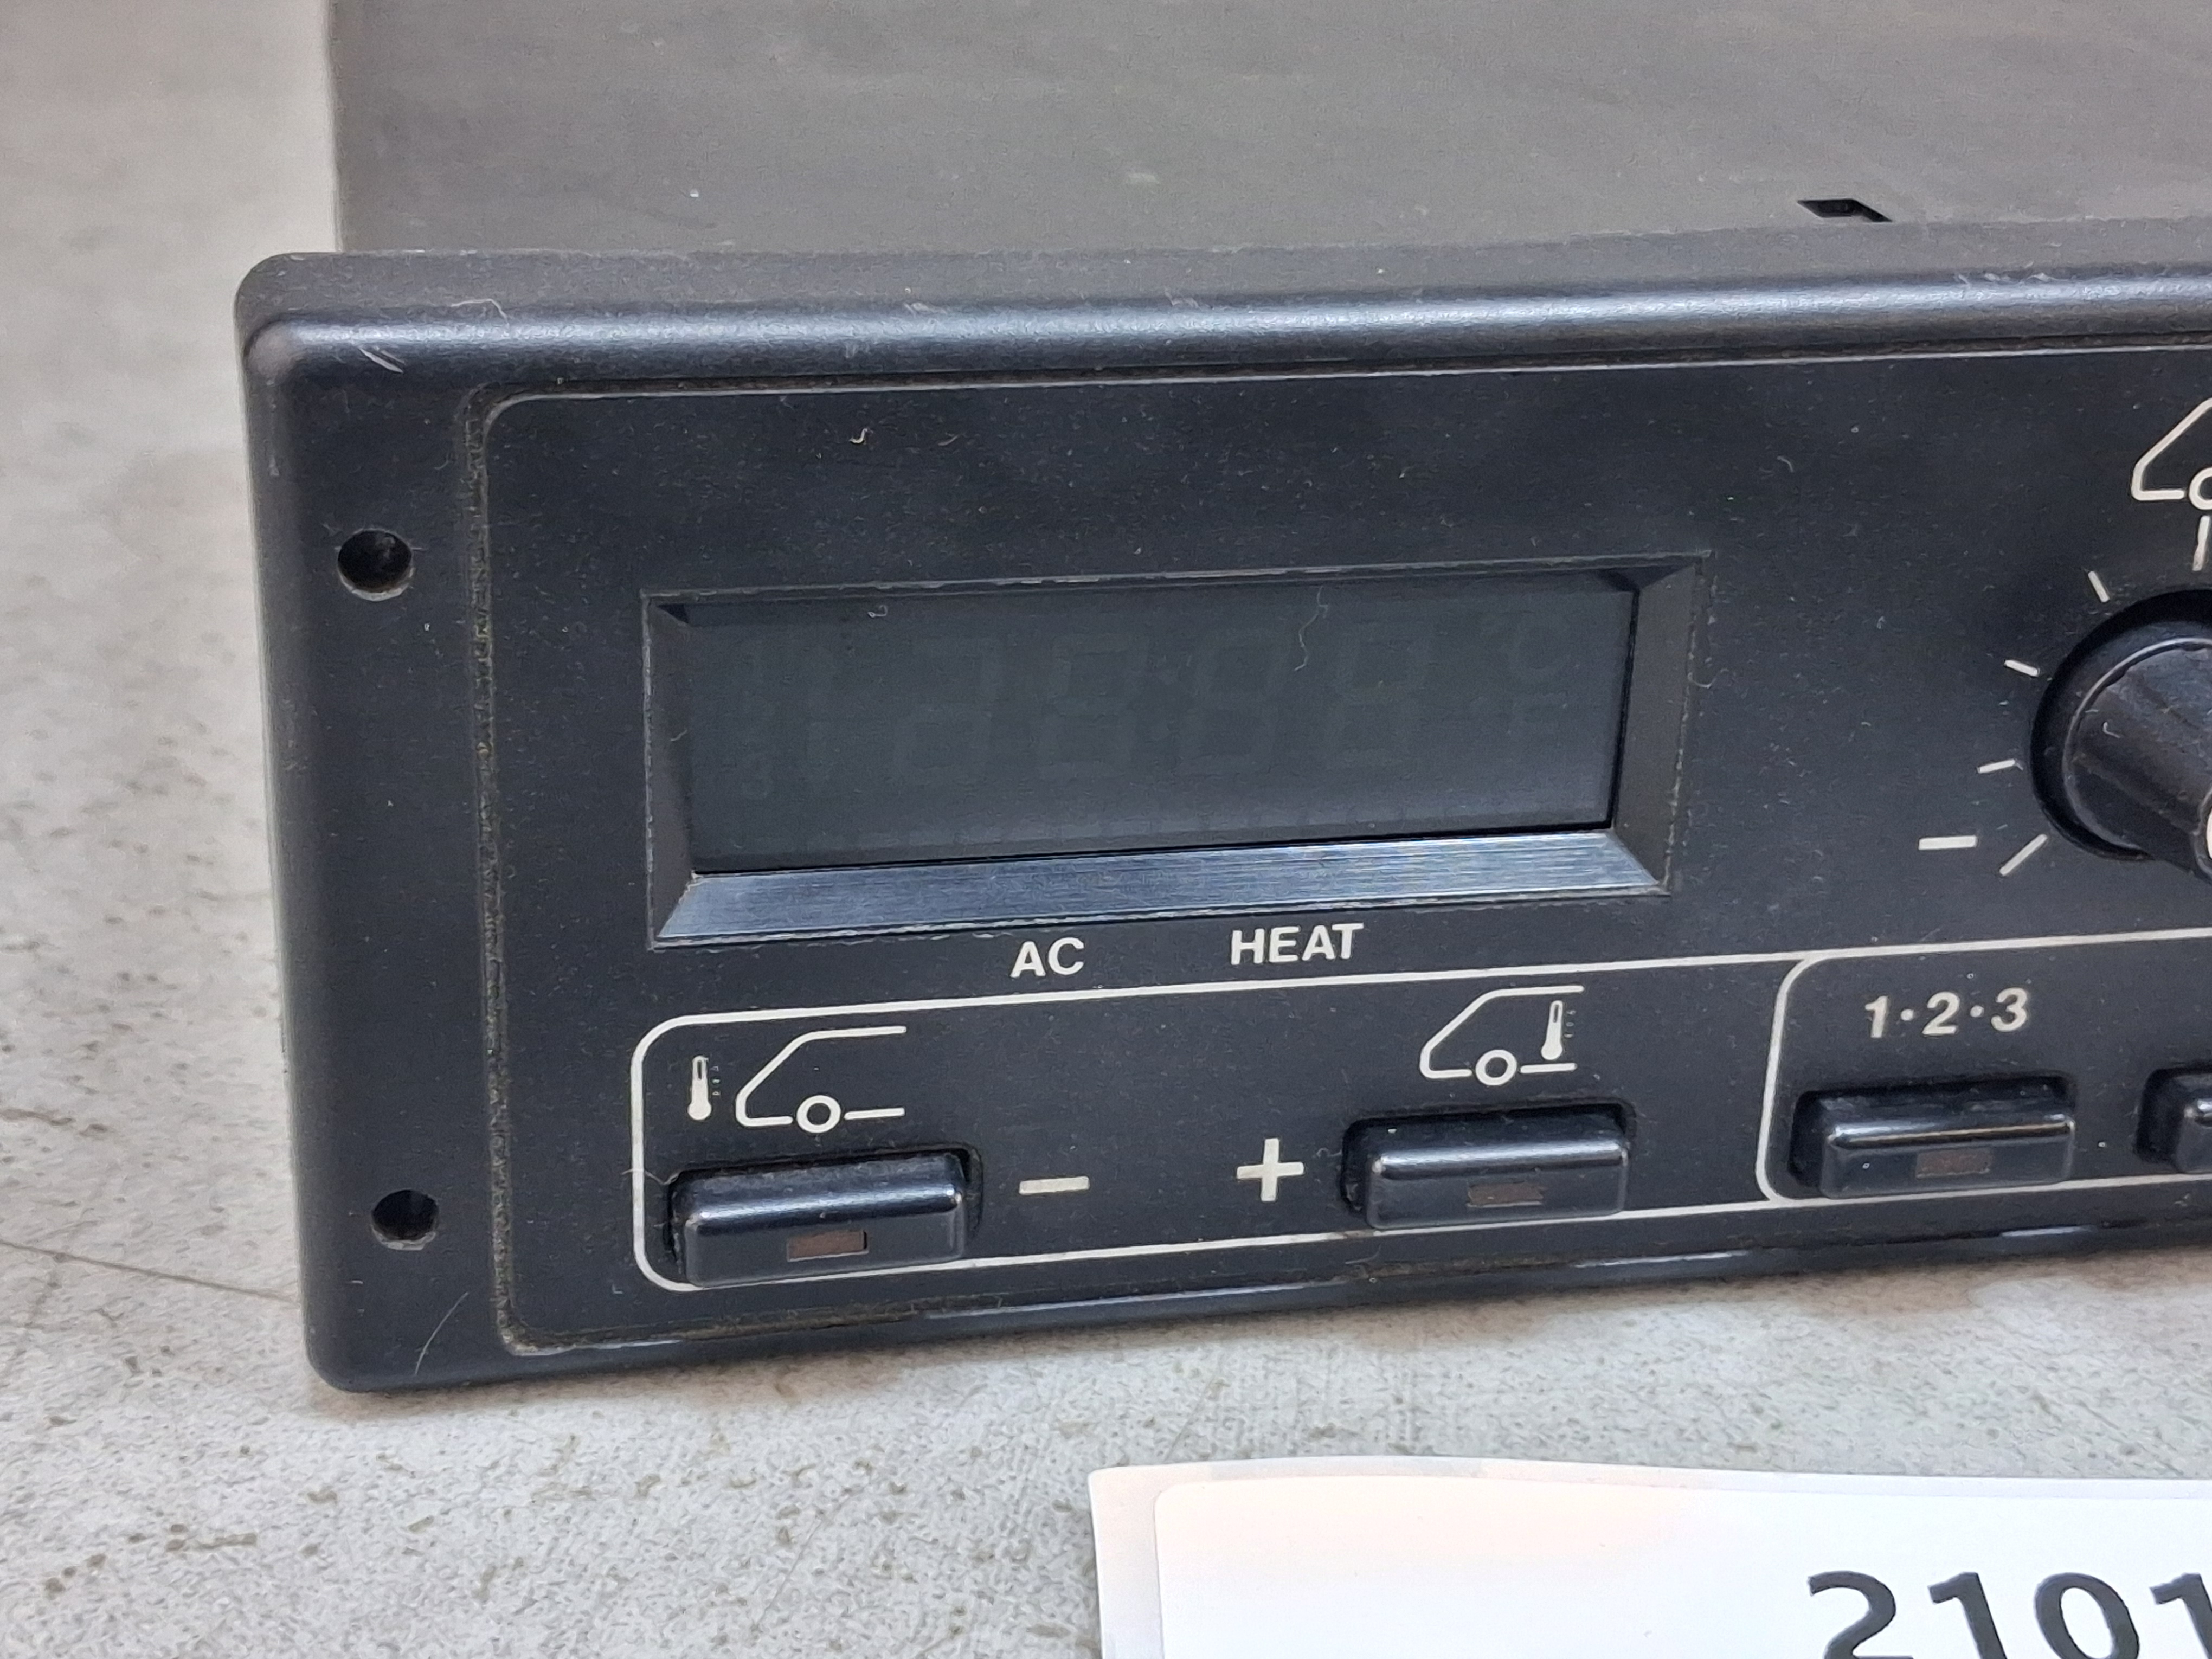 AC HEAT
1·2·3
− +
−
2101